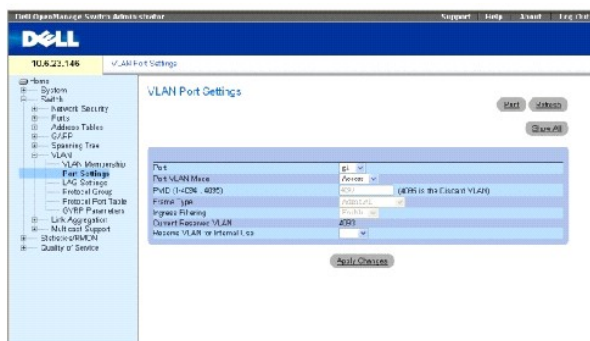 Dell OpenManage Switch Administrator
Support Help About Log Out
DELL
10.6.23.146
VLAN Port Settings
Home
System
Switch
Network Security
Ports
Address Tables
GARP
Spanning Tree
VLAN
VLAN Membership
Port Settings
LAG Settings
Protocol Group
Protocol Port Table
GVRP Parameters
Link Aggregation
Multicast Support
Statistics/RMON
Quality of Service
VLAN Port Settings
Print Refresh
Show All
Port g1
Port VLAN Mode Access
PVID (1-4094 , 4095) (4095 is the Discard VLAN)
Frame Type Admit All
Ingress Filtering Enable
Current Reserved VLAN
Reserve VLAN for Internal Use
Apply Changes